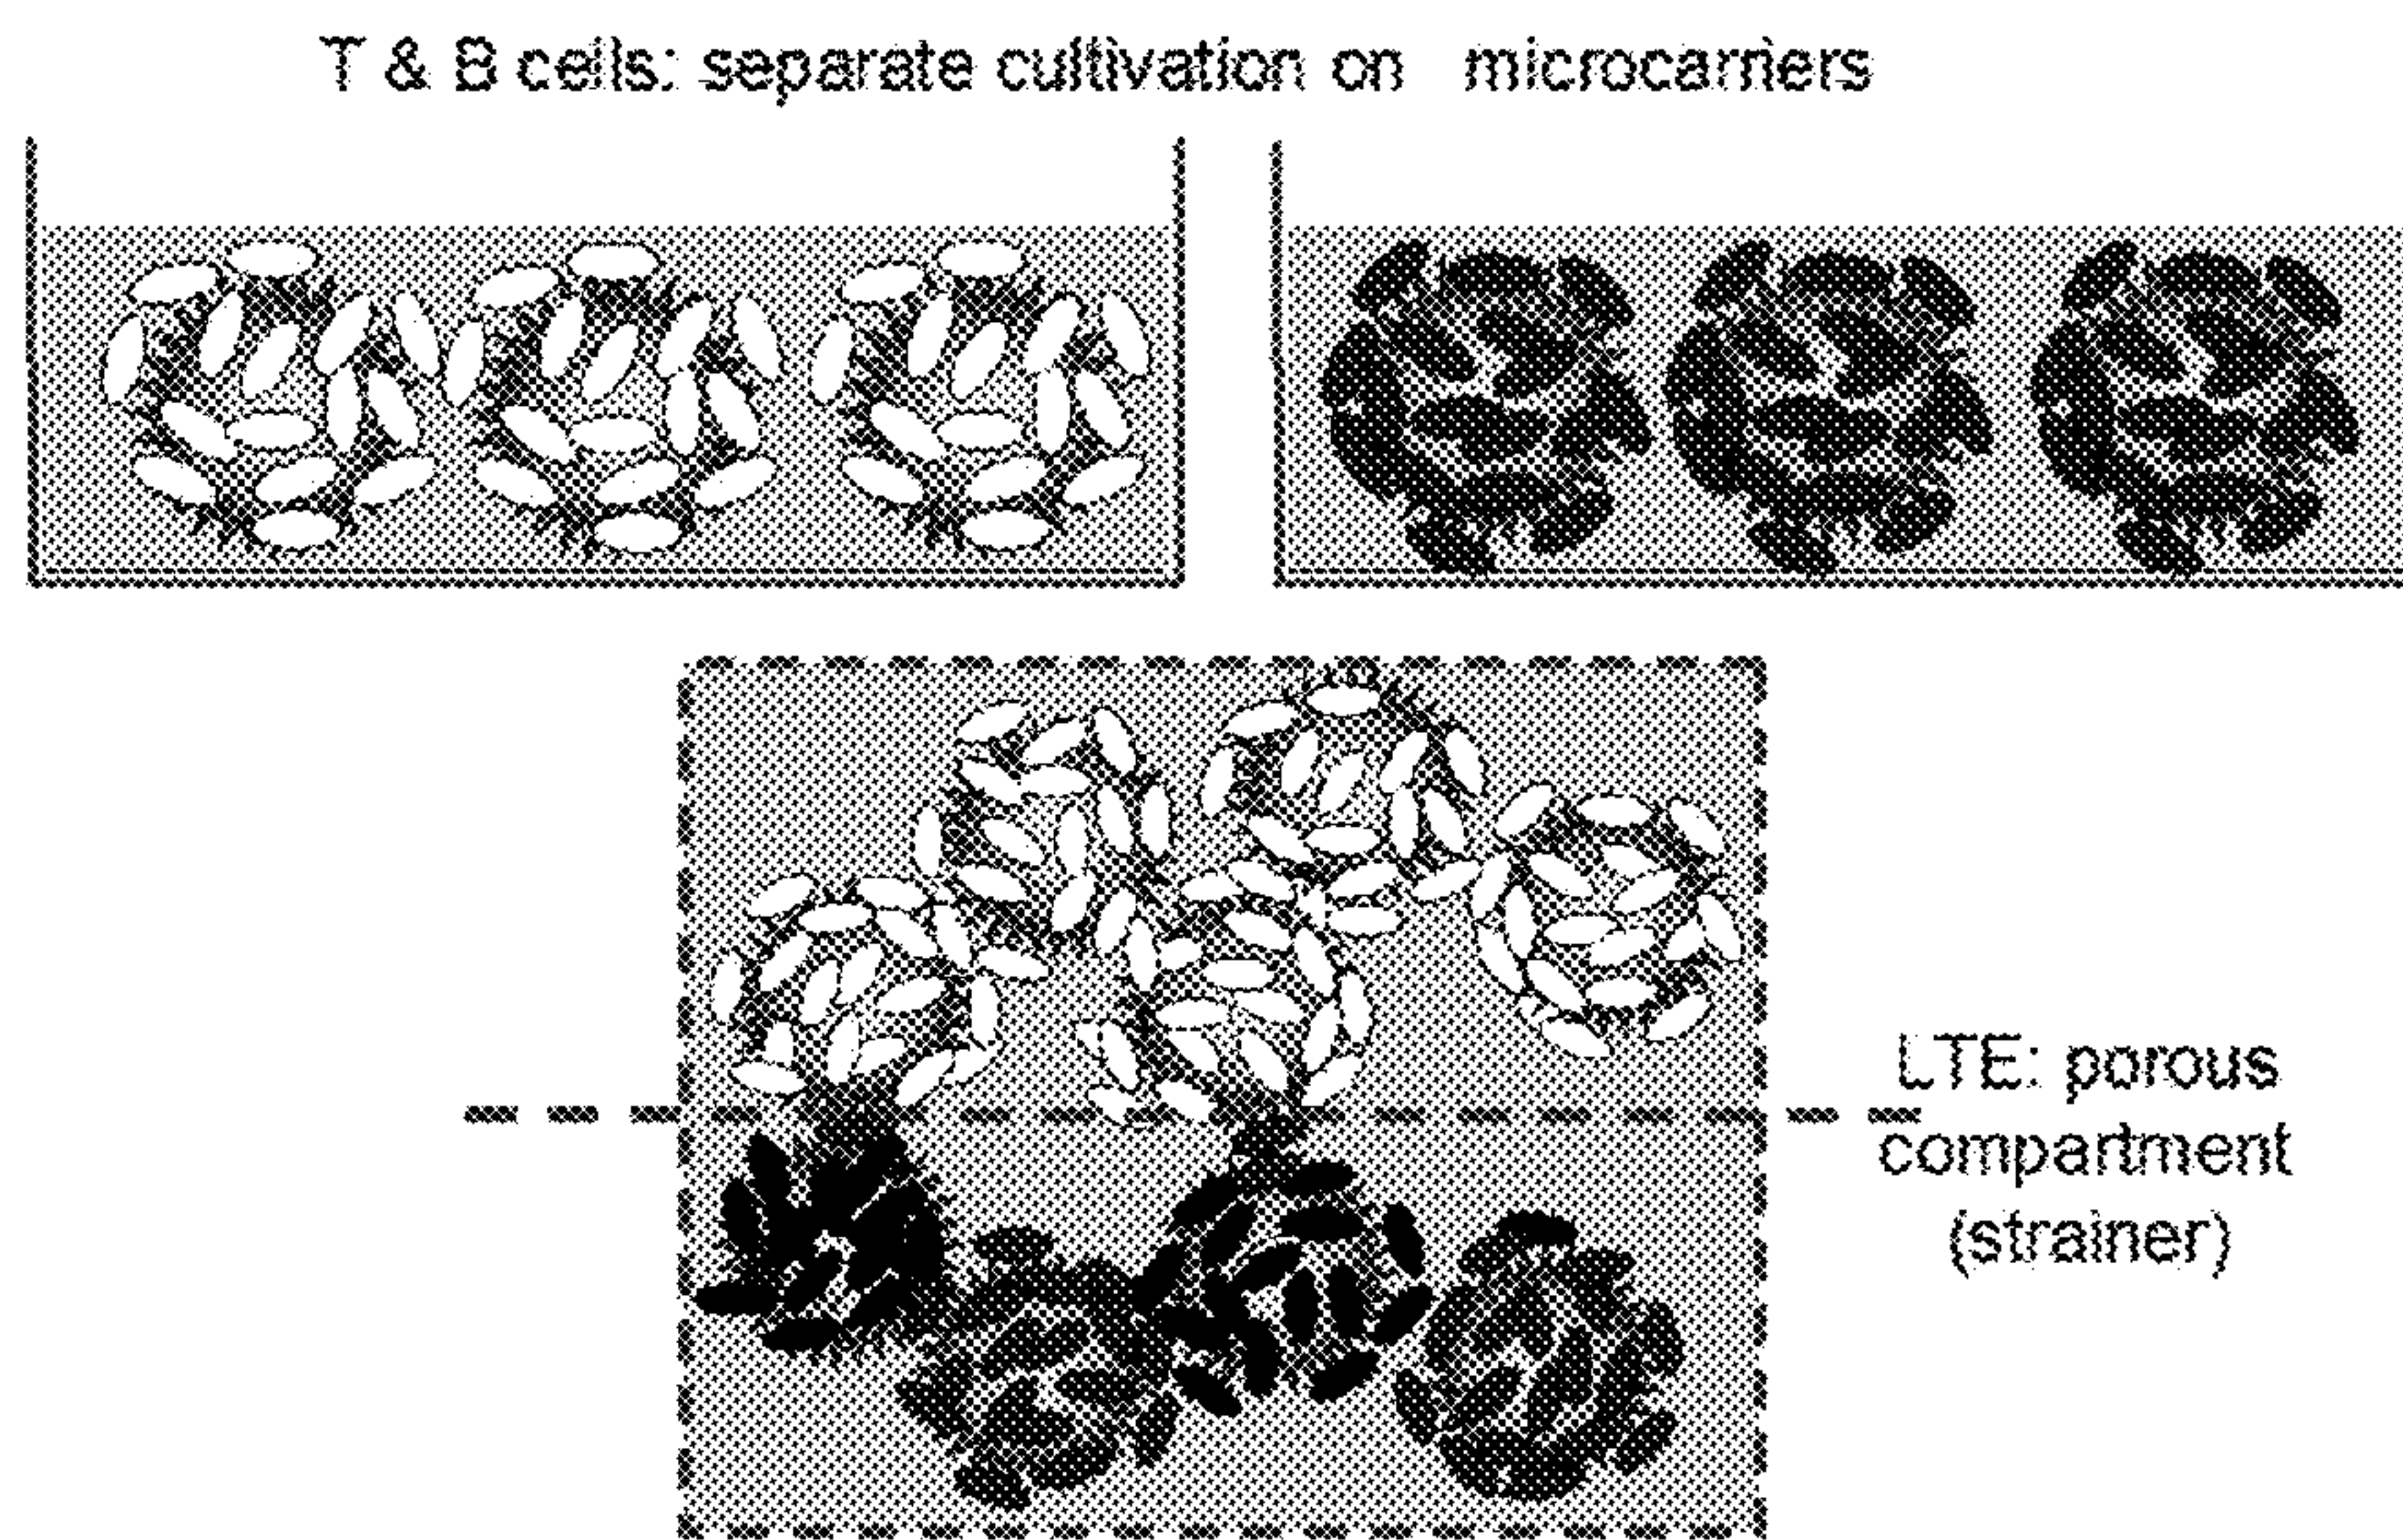 T & B cells: separate cultivation on microcarriers
LTE: porous
compartment
(strainer)